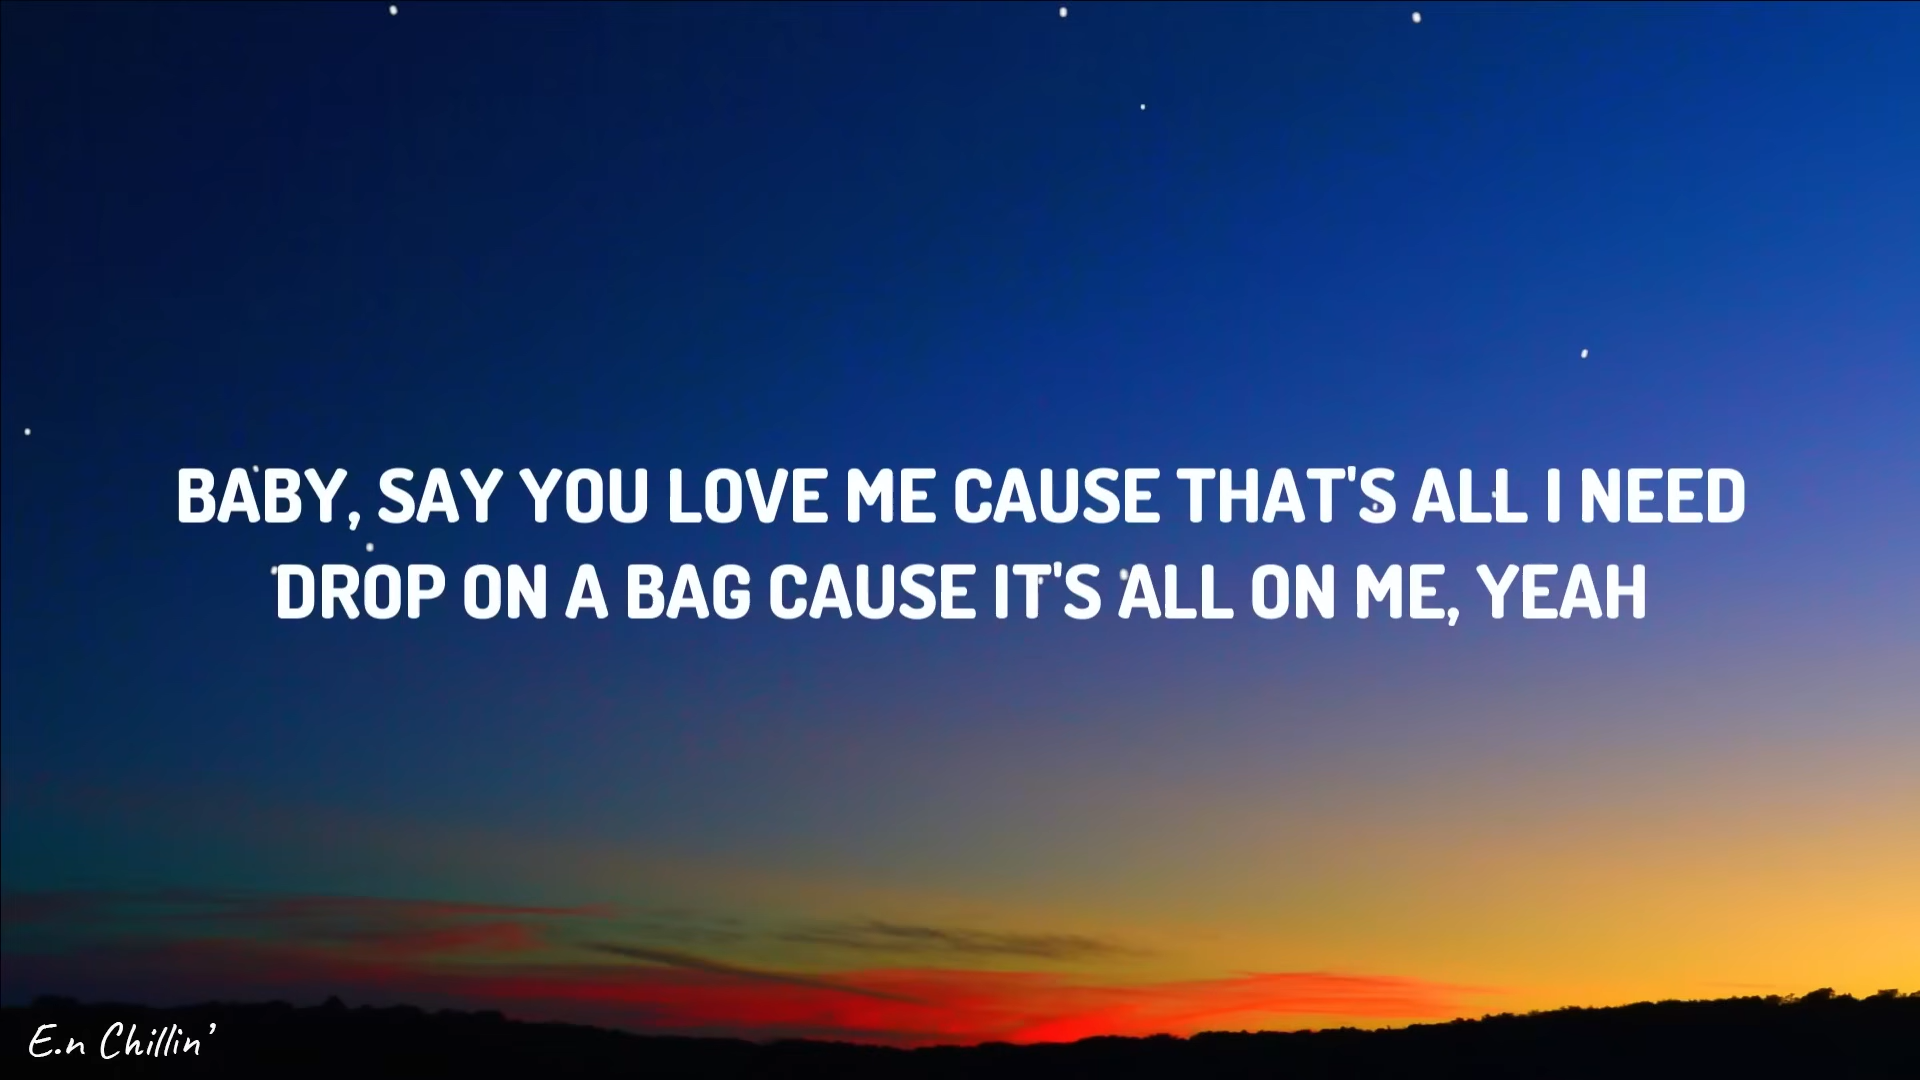 BABY, SAY YOU LOVE ME CAUSE THAT'S ALL I NEED
DROP ON A BAG CAUSE IT'S ALL ON ME, YEAH
E.n Chillin'